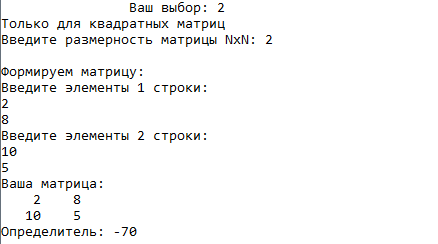 Ваш выбор: 2
Только для квадратных матриц
Введите размерность матрицы NxN: 2
Формируем матрицу:
Введите элементы 1 строки:
2
8
Введите элементы 2 строки:
10
5
Ваша матрица:
2 8
10 5
Определитель: -70